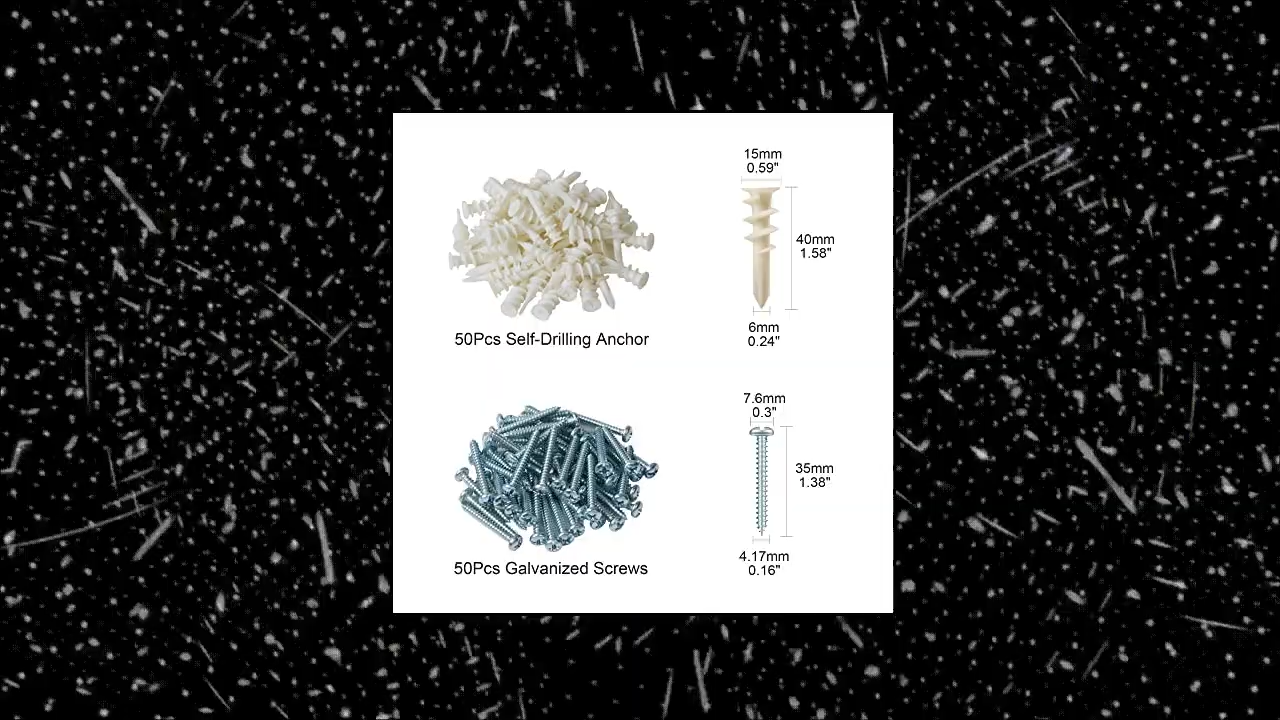 15mm
0.59"
40mm
1.58"
6mm
0.24"
50Pcs Self-Drilling Anchor
7.6mm
0.3"
35mm
1.38"
4.17mm
0.16"
50Pcs Galvanized Screws